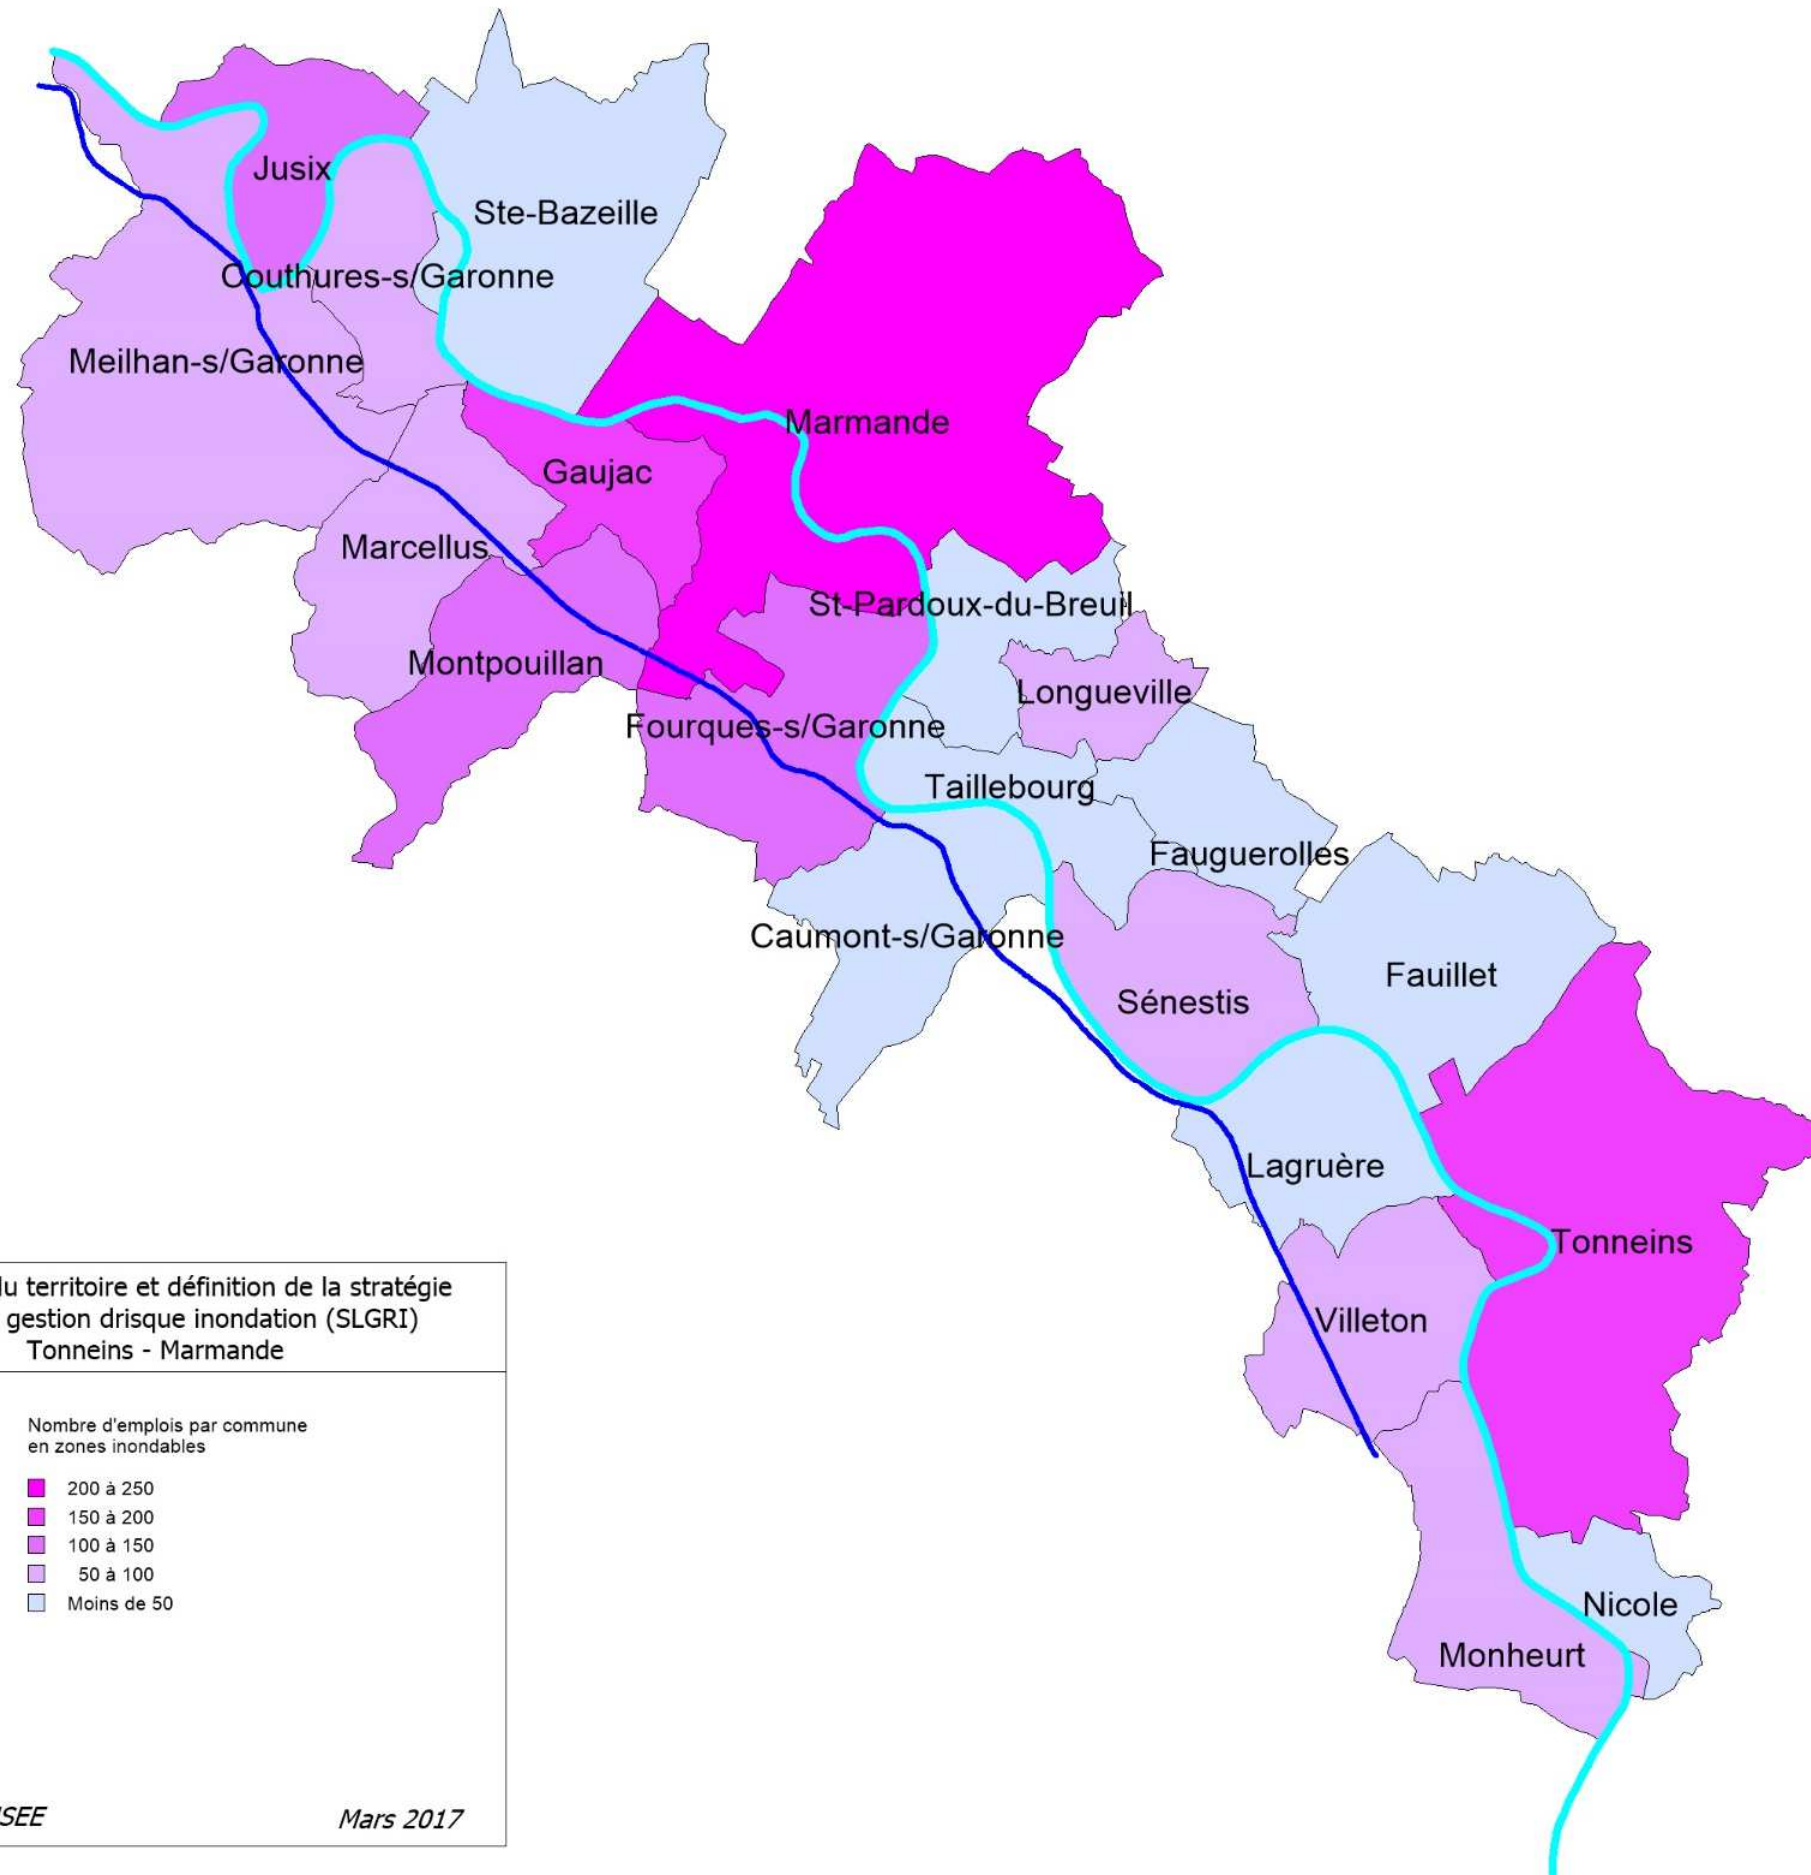 Jusix
Ste-Bazeille
Couthures-s/Garonne
Meilhan-s/Garonne
Marmande
Gaujac
Marcellus
St-Pardoux-du-Breuil
Montpouillan
Longueville
Fourques-s/Garonne
Taillebourg
Fauguerolles
Caumont-s/Garonne
Fauillet
Sénestis
Lagruère
Tonneins
Villeton
Nicole
Monheurt
territoire et définition de la stratégie
gestion drisque inondation (SLGRI)
Tonneins - Marmande
Nombre d'emplois par commune
en zones inondables
200 à 250
150 à 200
100 à 150
50 à 100
Moins de 50
Mars 2017